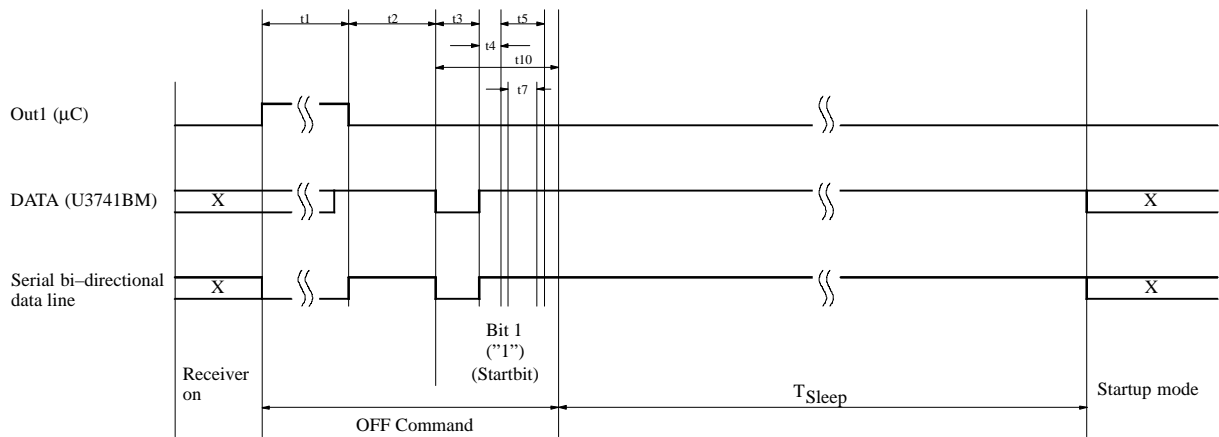 t1
t2
t3
t5
t4
t10
t7
Out1 (μC)
DATA (U3741BM)
X
X
Serial bi–directional
data line
X
X
Bit 1
(”1”)
(Startbit)
Receiver
on
TSleep
Startup mode
OFF Command